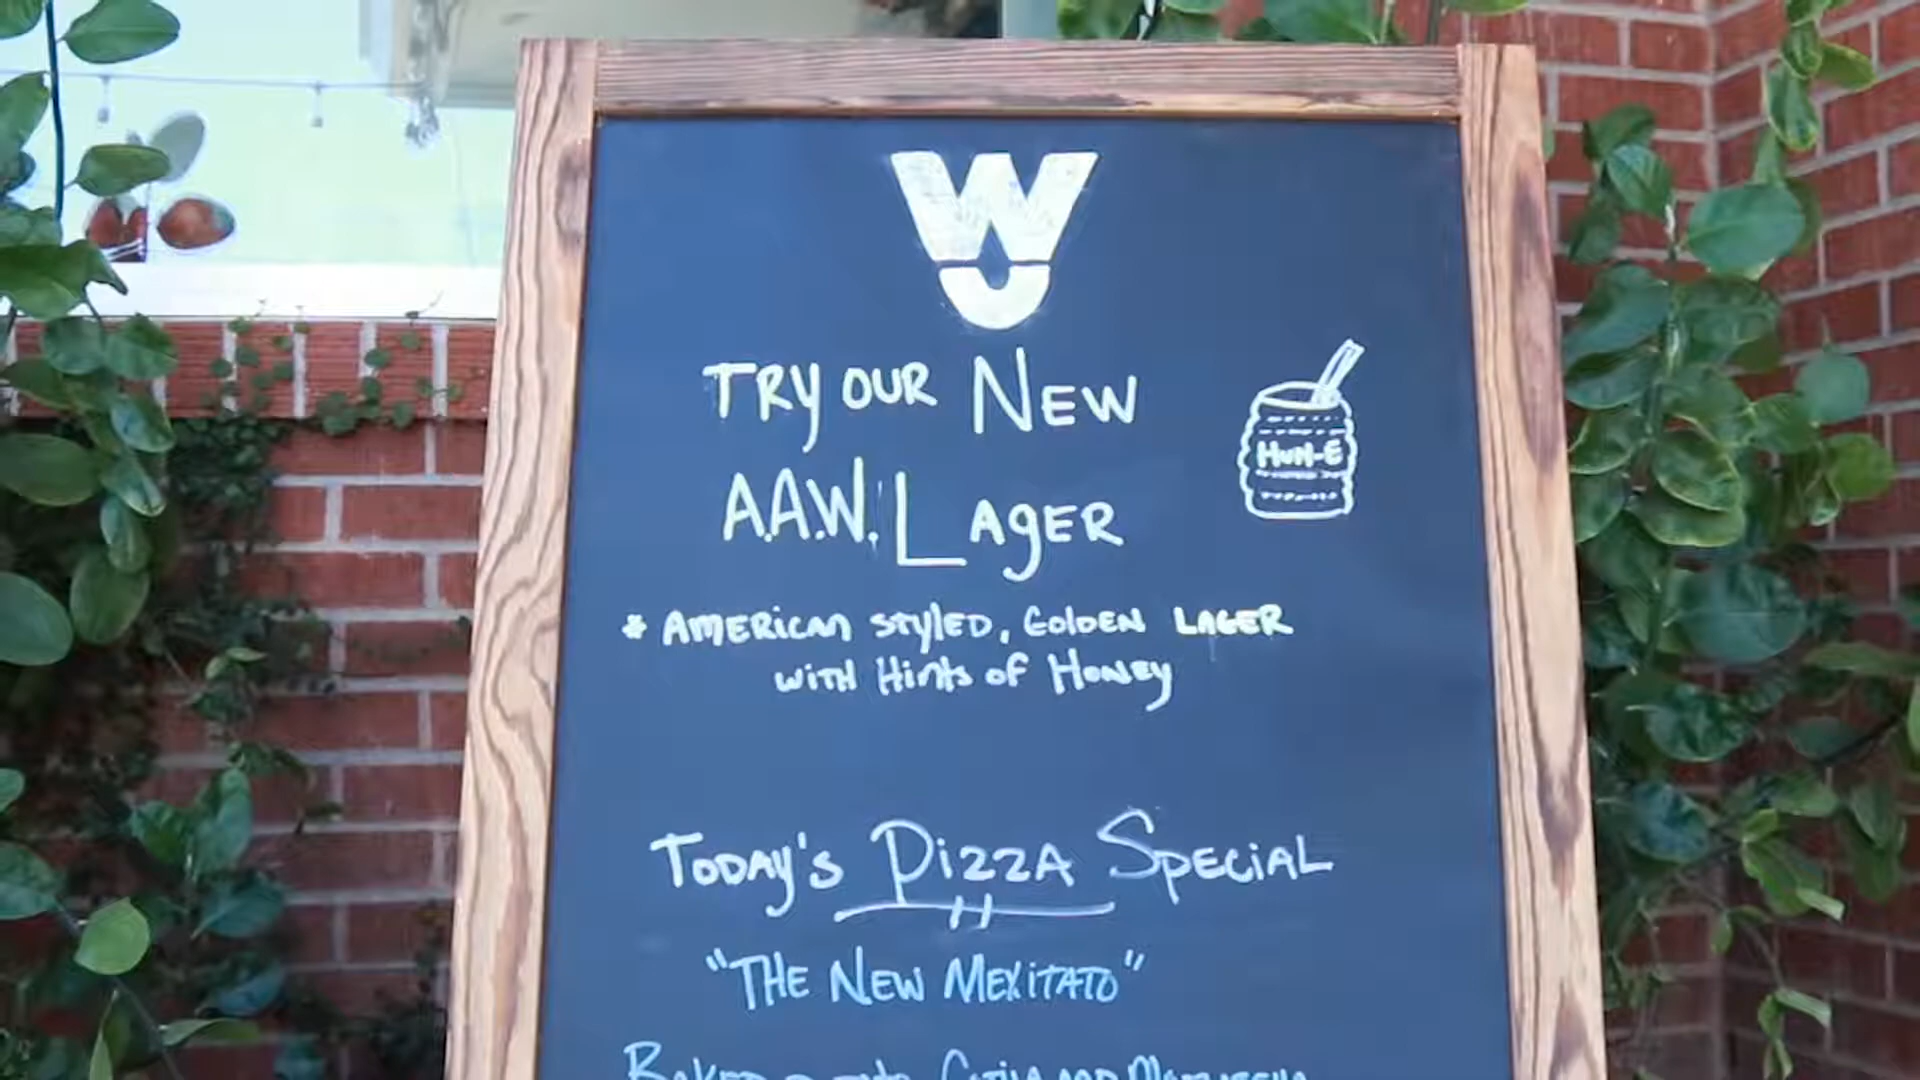 W
TRY OUR NEW
HUN-E
A.A.W. LAGER
* AMERICAN STYLED, GOLDEN LAGER
WITH HINTS OF HONEY
TODAY'S PIZZA SPECIAL
"THE NEW MEXITATO"
BAKED